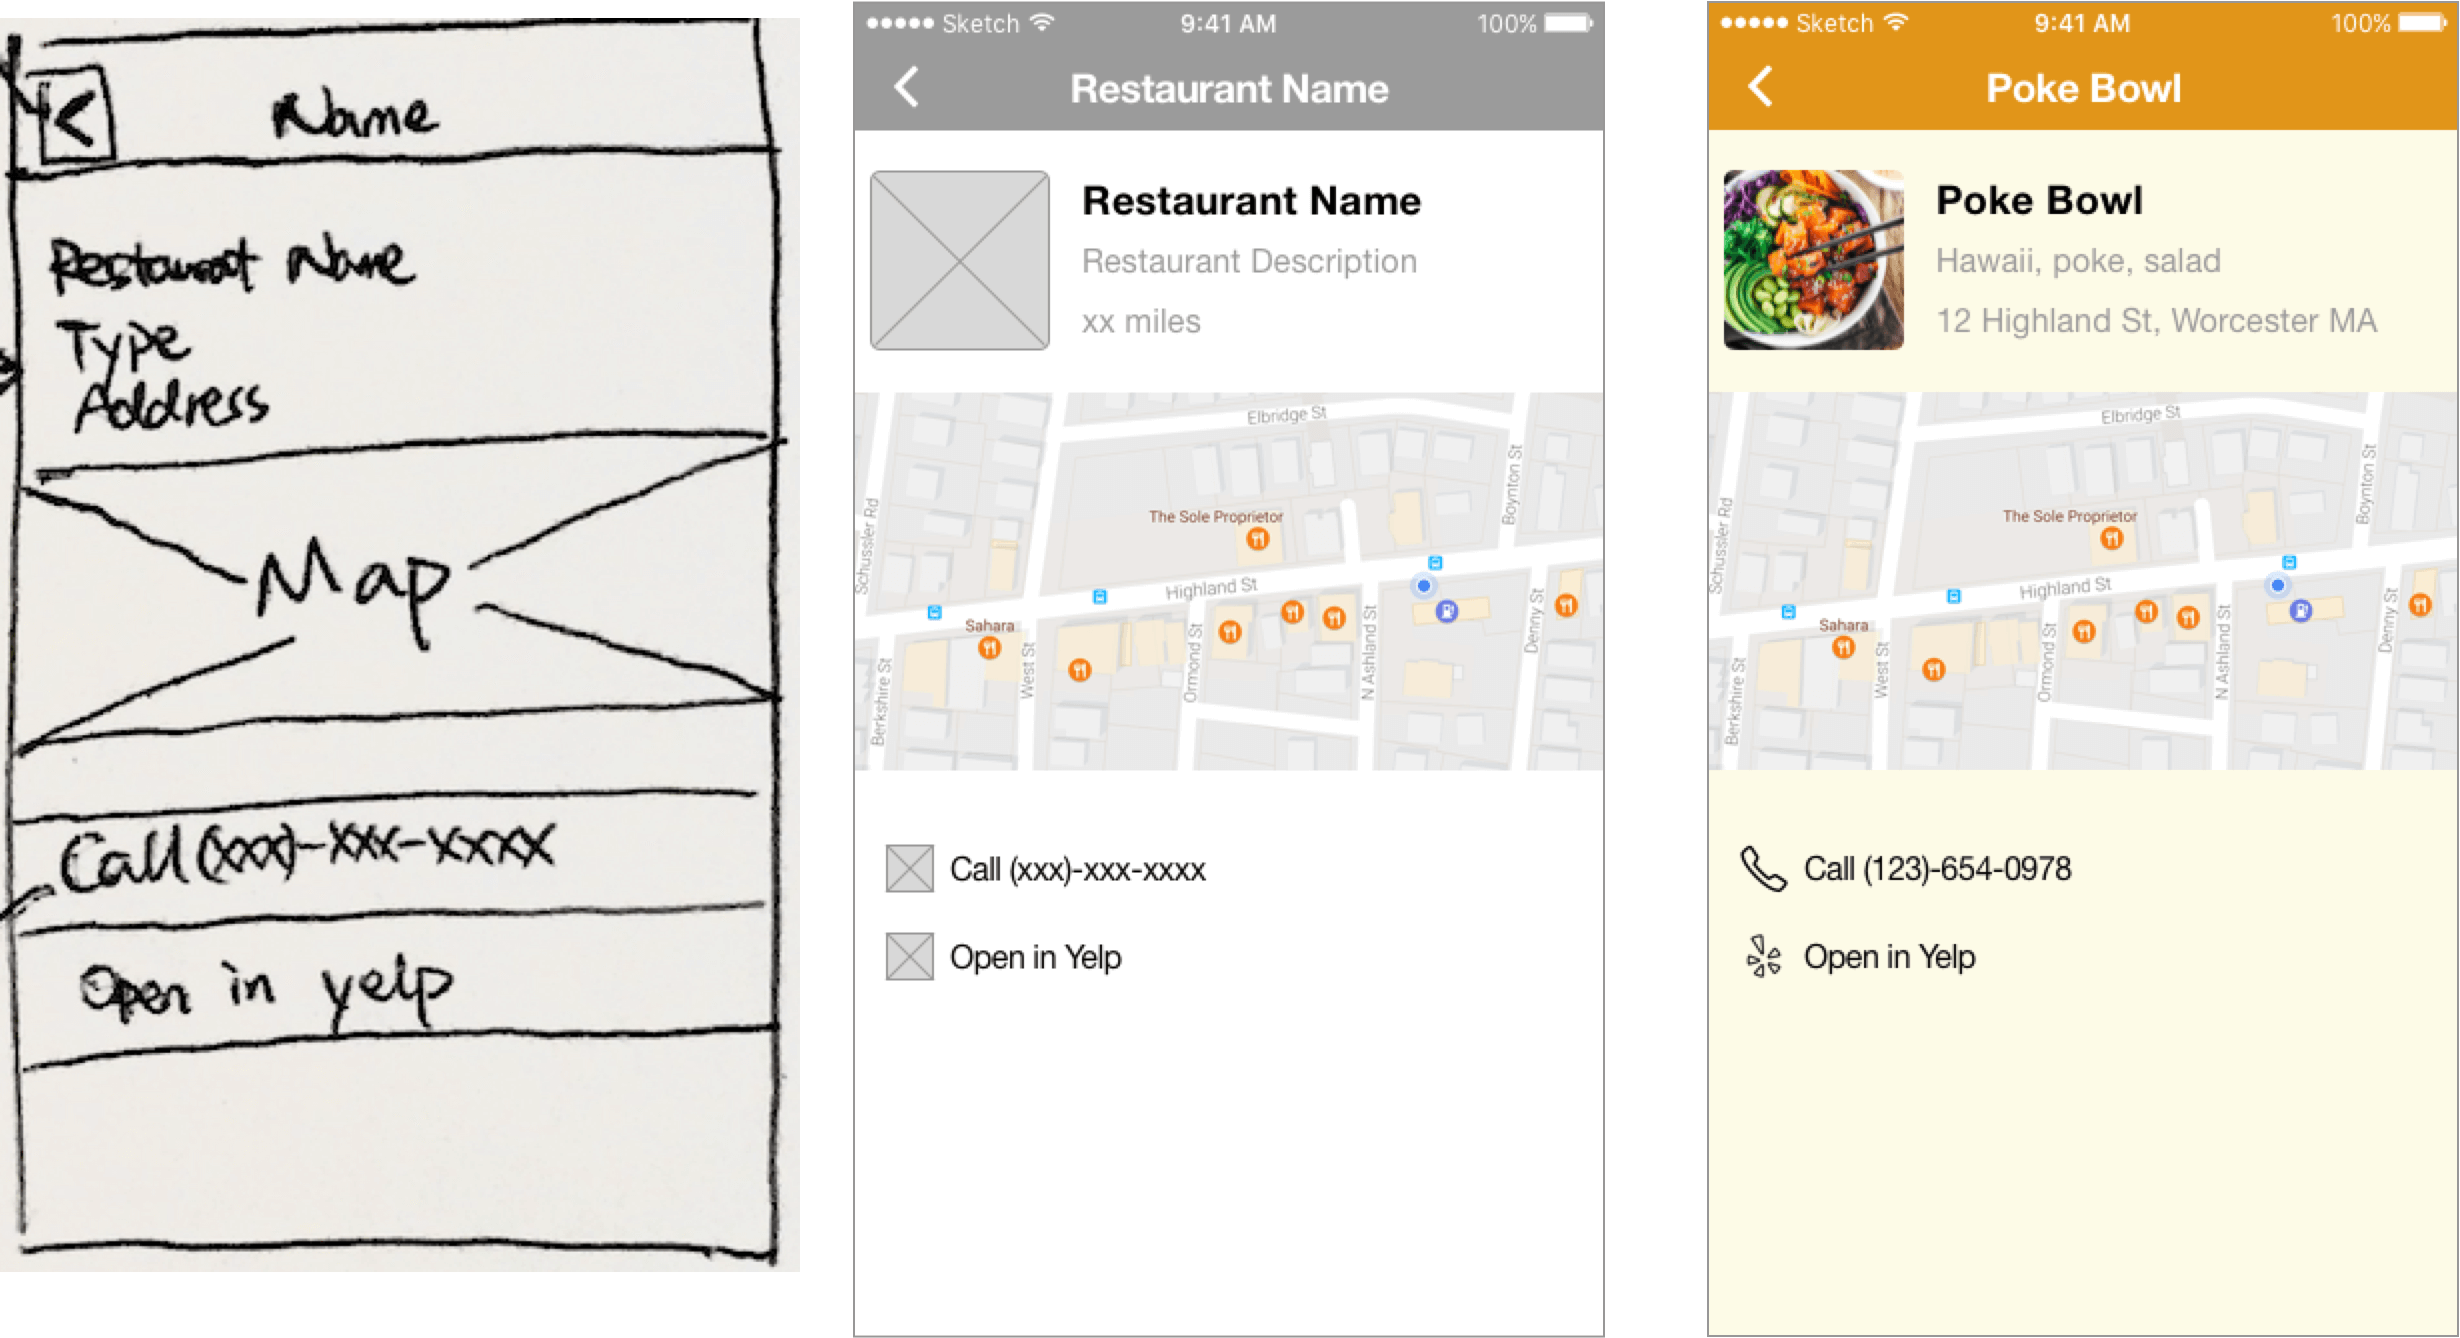 <
Name
Restaurant Name
Type
Address
Map
Call (xxx)-xxx-xxxx
Open in yelp
Sketch 9:41 AM 100%
Restaurant Name
Restaurant Name
Restaurant Description
xx miles
Elbridge St
Boynton St
Schussler Rd
The Sole Proprietor
Highland St
Sahara
West St
Ormond St
N Ashland St
Denny St
Berkshire St
Call (xxx)-xxx-xxxx
Open in Yelp
Sketch 9:41 AM 100%
Poke Bowl
Poke Bowl
Hawaii, poke, salad
12 Highland St, Worcester MA
Elbridge St
Boynton St
Schussler Rd
The Sole Proprietor
Highland St
Sahara
West St
Ormond St
N Ashland St
Denny St
Berkshire St
Call (123)-654-0978
Open in Yelp